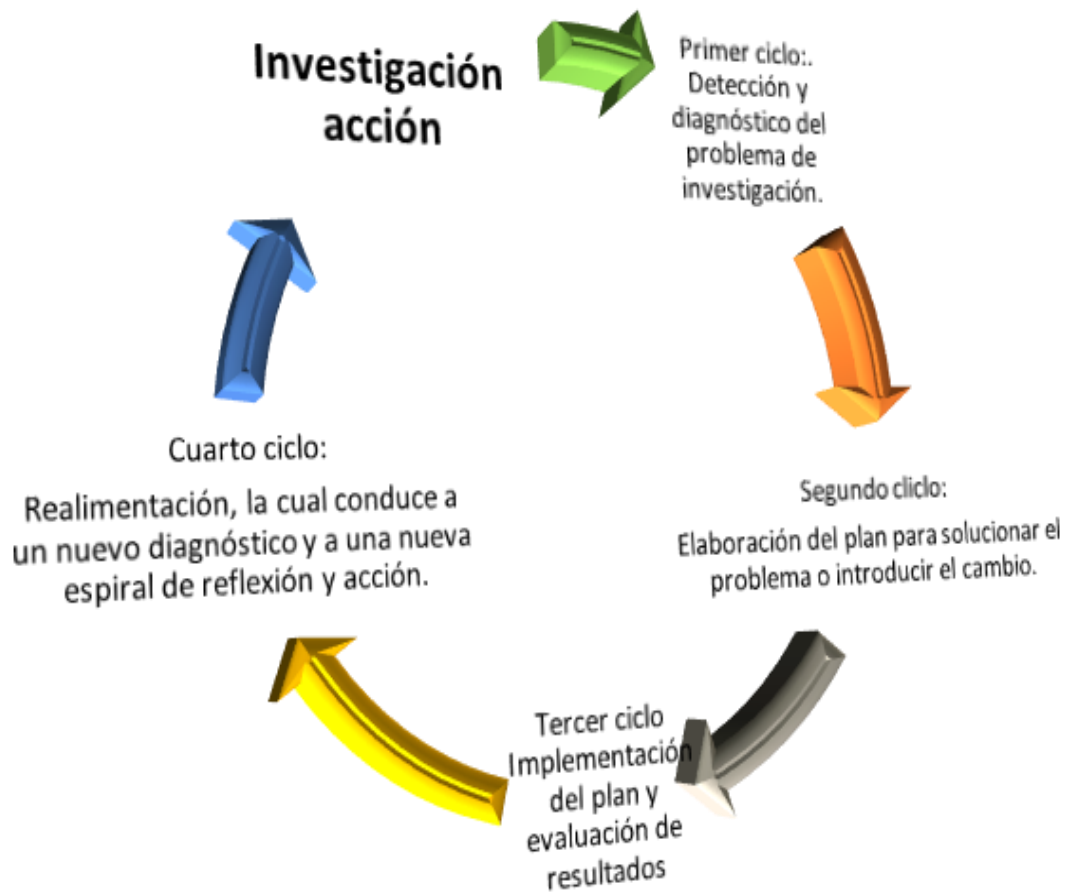 Investigación
acción
Primer ciclo:.
Detección y
diagnóstico del
problema de
investigación.
Segundo cliclo:
Elaboración del plan para solucionar el
problema o introducir el cambio.
Tercer ciclo
Implementación
del plan y
evaluación de
resultados
Cuarto ciclo:
Realimentación, la cual conduce a
un nuevo diagnóstico y a una nueva
espiral de reflexión y acción.